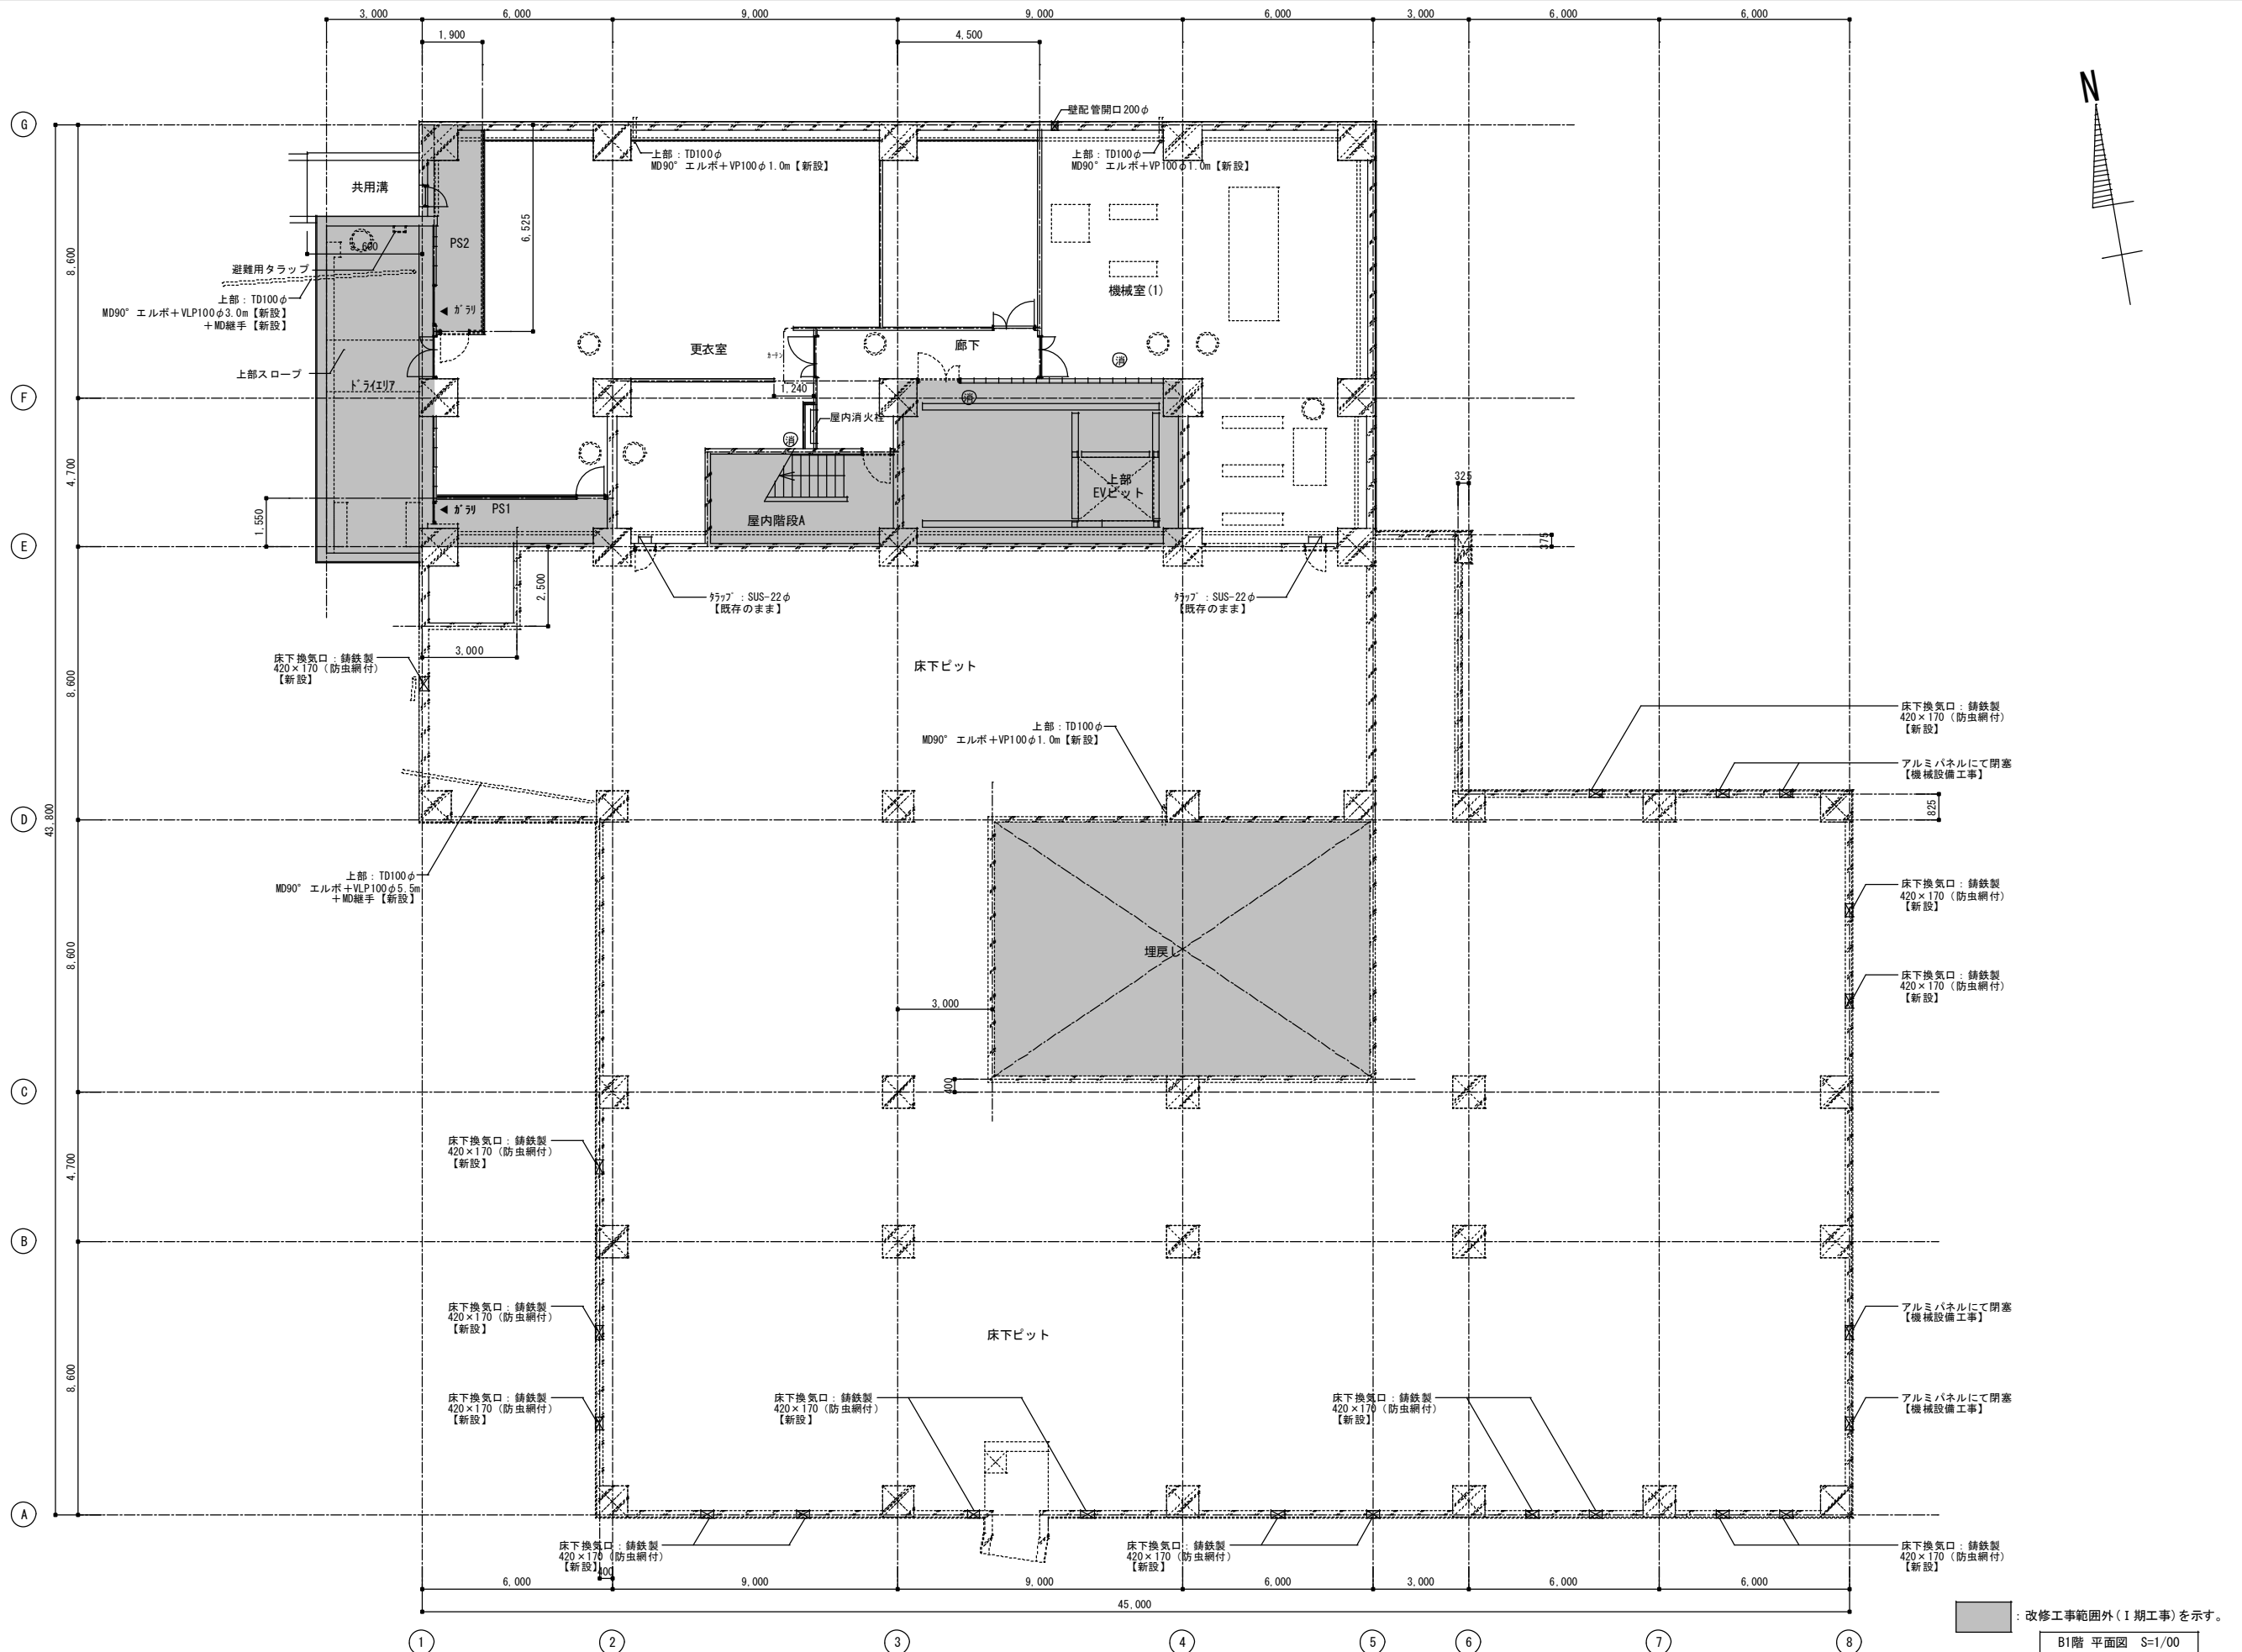 3,000
6,000
9,000
9,000
6,000
3,000
6,000
6,000
1,900
4,500
N
G
壁配管開口200φ
上部：TD100φ
MD90° エルボ＋VP100φ1.0m【新設】
上部：TD100φ
MD90° エルボ＋VP100φ1.0m【新設】
共用溝
6,525
PS2
3,600
8,600
避難用タラップ
上部：TD100φ
MD90° エルボ＋VLP100φ3.0m【新設】
＋MD継手【新設】
ガラリ
機械室(1)
更衣室
カーテン
廊下
消
上部スロープ
ドライエリア
F
1,240
消
屋内消火栓
消
4,700
上部
EVピット
325
1,550
ガラリ PS1
屋内階段A
E
375
2,500
タラップ：SUS-22φ
【既存のまま】
タラップ：SUS-22φ
【既存のまま】
3,000
床下換気口：鋳鉄製
420×170（防虫網付）
【新設】
床下ピット
8,600
床下換気口：鋳鉄製
420×170（防虫網付）
【新設】
上部：TD100φ
MD90° エルボ＋VP100φ1.0m【新設】
アルミパネルにて閉塞
【機械設備工事】
825
D
43,800
上部：TD100φ
MD90° エルボ＋VLP100φ5.5m
＋MD継手【新設】
床下換気口：鋳鉄製
420×170（防虫網付）
【新設】
埋戻し
8,600
床下換気口：鋳鉄製
420×170（防虫網付）
【新設】
3,000
400
C
床下換気口：鋳鉄製
420×170（防虫網付）
【新設】
4,700
B
床下換気口：鋳鉄製
420×170（防虫網付）
【新設】
床下ピット
アルミパネルにて閉塞
【機械設備工事】
8,600
床下換気口：鋳鉄製
420×170（防虫網付）
【新設】
床下換気口：鋳鉄製
420×170（防虫網付）
【新設】
床下換気口：鋳鉄製
420×170（防虫網付）
【新設】
アルミパネルにて閉塞
【機械設備工事】
A
床下換気口：鋳鉄製
420×170（防虫網付）
【新設】
床下換気口：鋳鉄製
420×170（防虫網付）
【新設】
床下換気口：鋳鉄製
420×170（防虫網付）
【新設】
400
6,000
9,000
9,000
6,000
3,000
6,000
6,000
45,000
：改修工事範囲外(Ⅰ期工事)を示す。
1
2
3
4
5
6
7
8
B1階 平面図 S=1/00